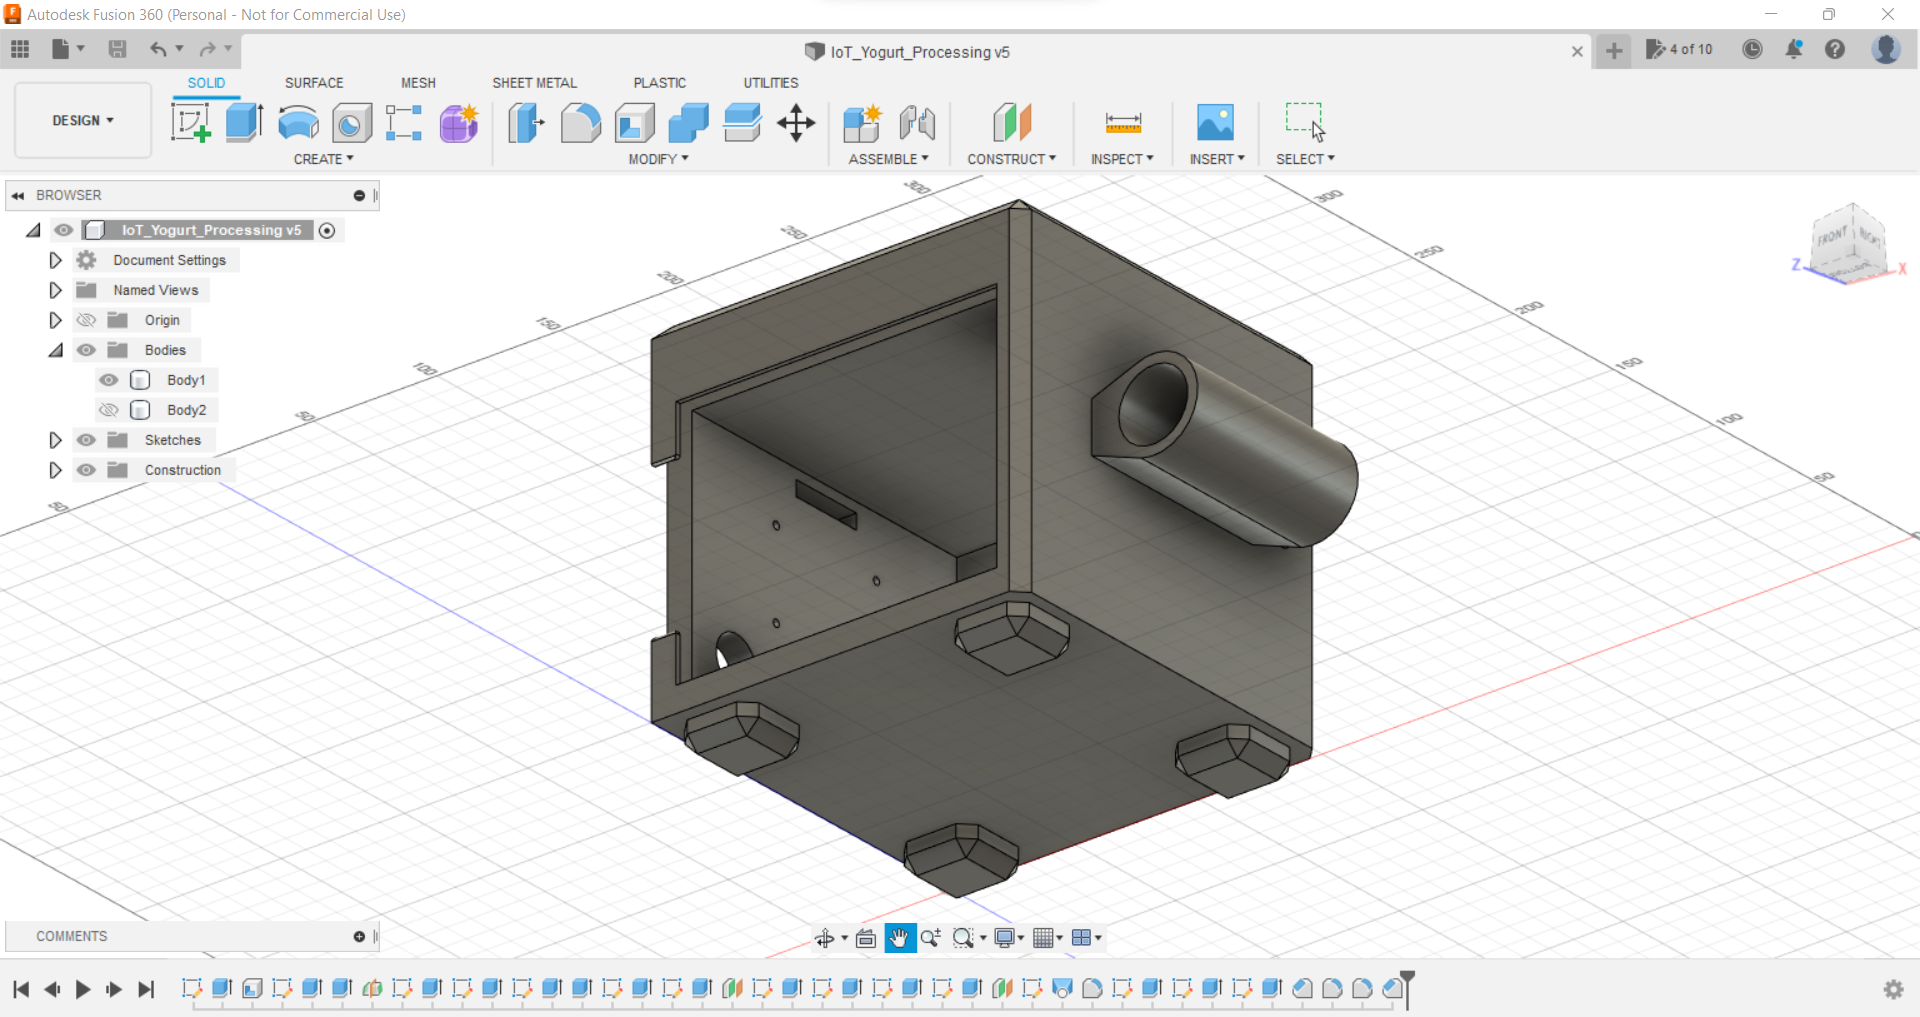 Autodesk Fusion 360 (Personal - Not for Commercial Use)
IoT_Yogurt_Processing v5
4 of 10
DESIGN
SOLID SURFACE MESH SHEET METAL PLASTIC UTILITIES
CREATE MODIFY ASSEMBLE CONSTRUCT INSPECT INSERT SELECT
BROWSER
IoT_Yogurt_Processing v5
Document Settings
Named Views
Origin
Bodies
Body1
Body2
Sketches
Construction
300
250
200
150
100
50
50
300
250
200
150
100
50
FRONT
RIGHT
BOTTOM
Z
X
COMMENTS